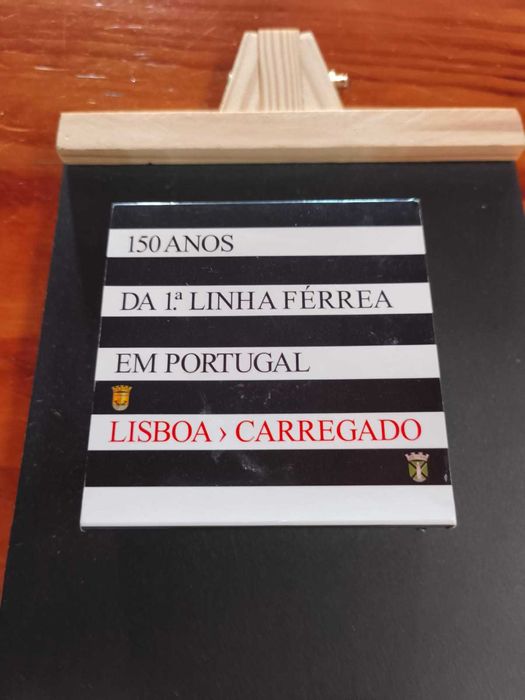 150 ANOS
DA 1.ª LINHA FÉRREA
EM PORTUGAL
LISBOA › CARREGADO